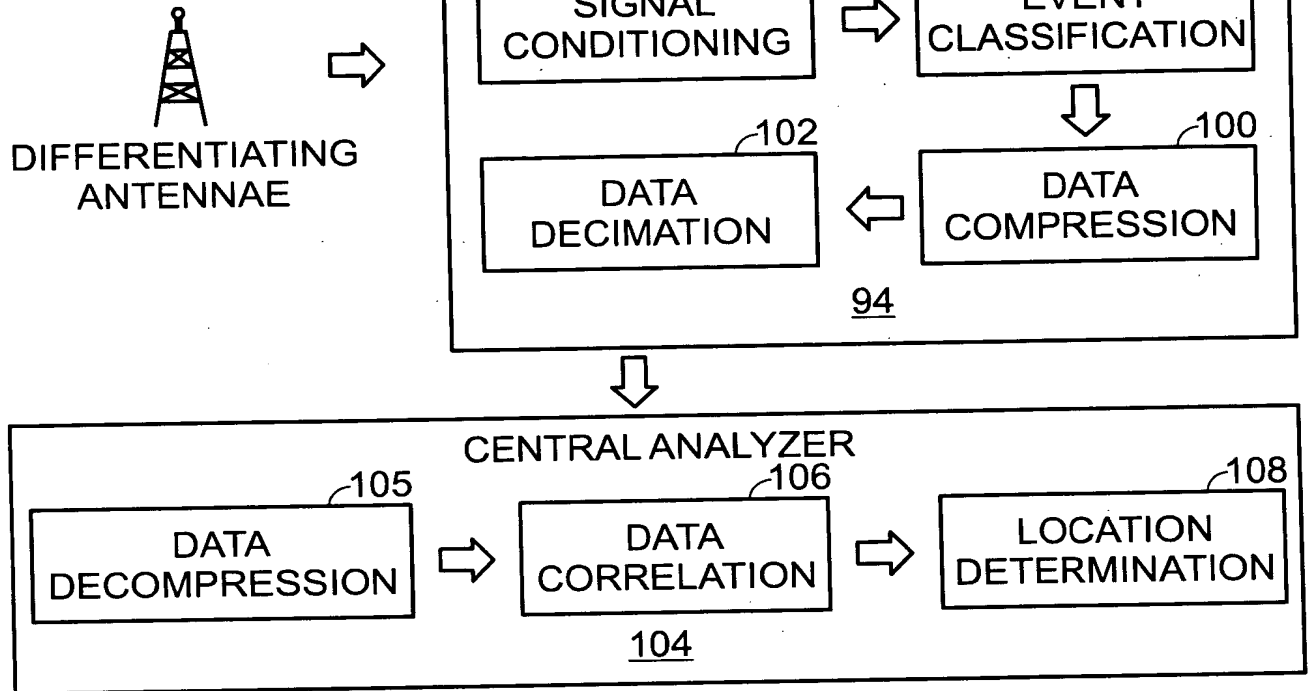 SIGNAL
CONDITIONING
EVENT
CLASSIFICATION
DIFFERENTIATING
ANTENNAE
102
DATA
DECIMATION
100
DATA
COMPRESSION
94
CENTRAL ANALYZER
105
DATA
DECOMPRESSION
106
DATA
CORRELATION
108
LOCATION
DETERMINATION
104